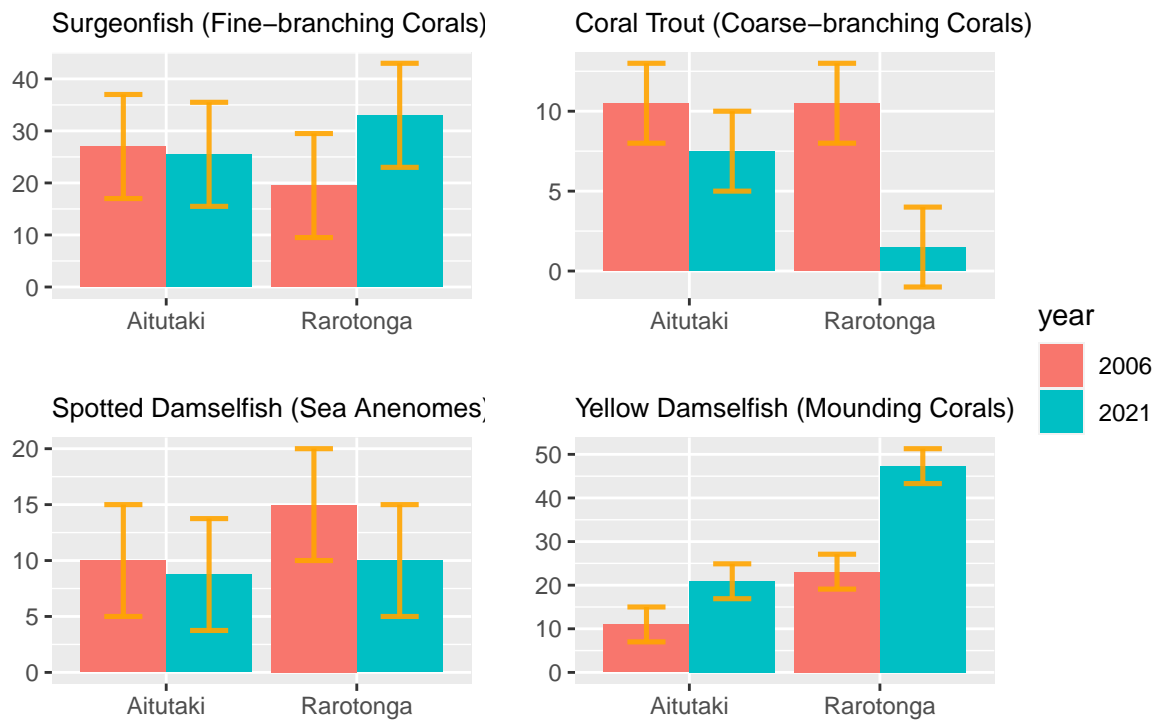 Surgeonfish (Fine−branching Corals)
40
30
20
10
0
Aitutaki Rarotonga
Coral Trout (Coarse−branching Corals)
10
5
0
Aitutaki Rarotonga
Spotted Damselfish (Sea Anenomes)
20
15
10
5
0
Aitutaki Rarotonga
Yellow Damselfish (Mounding Corals)
50
40
30
20
10
0
Aitutaki Rarotonga
year
2006
2021